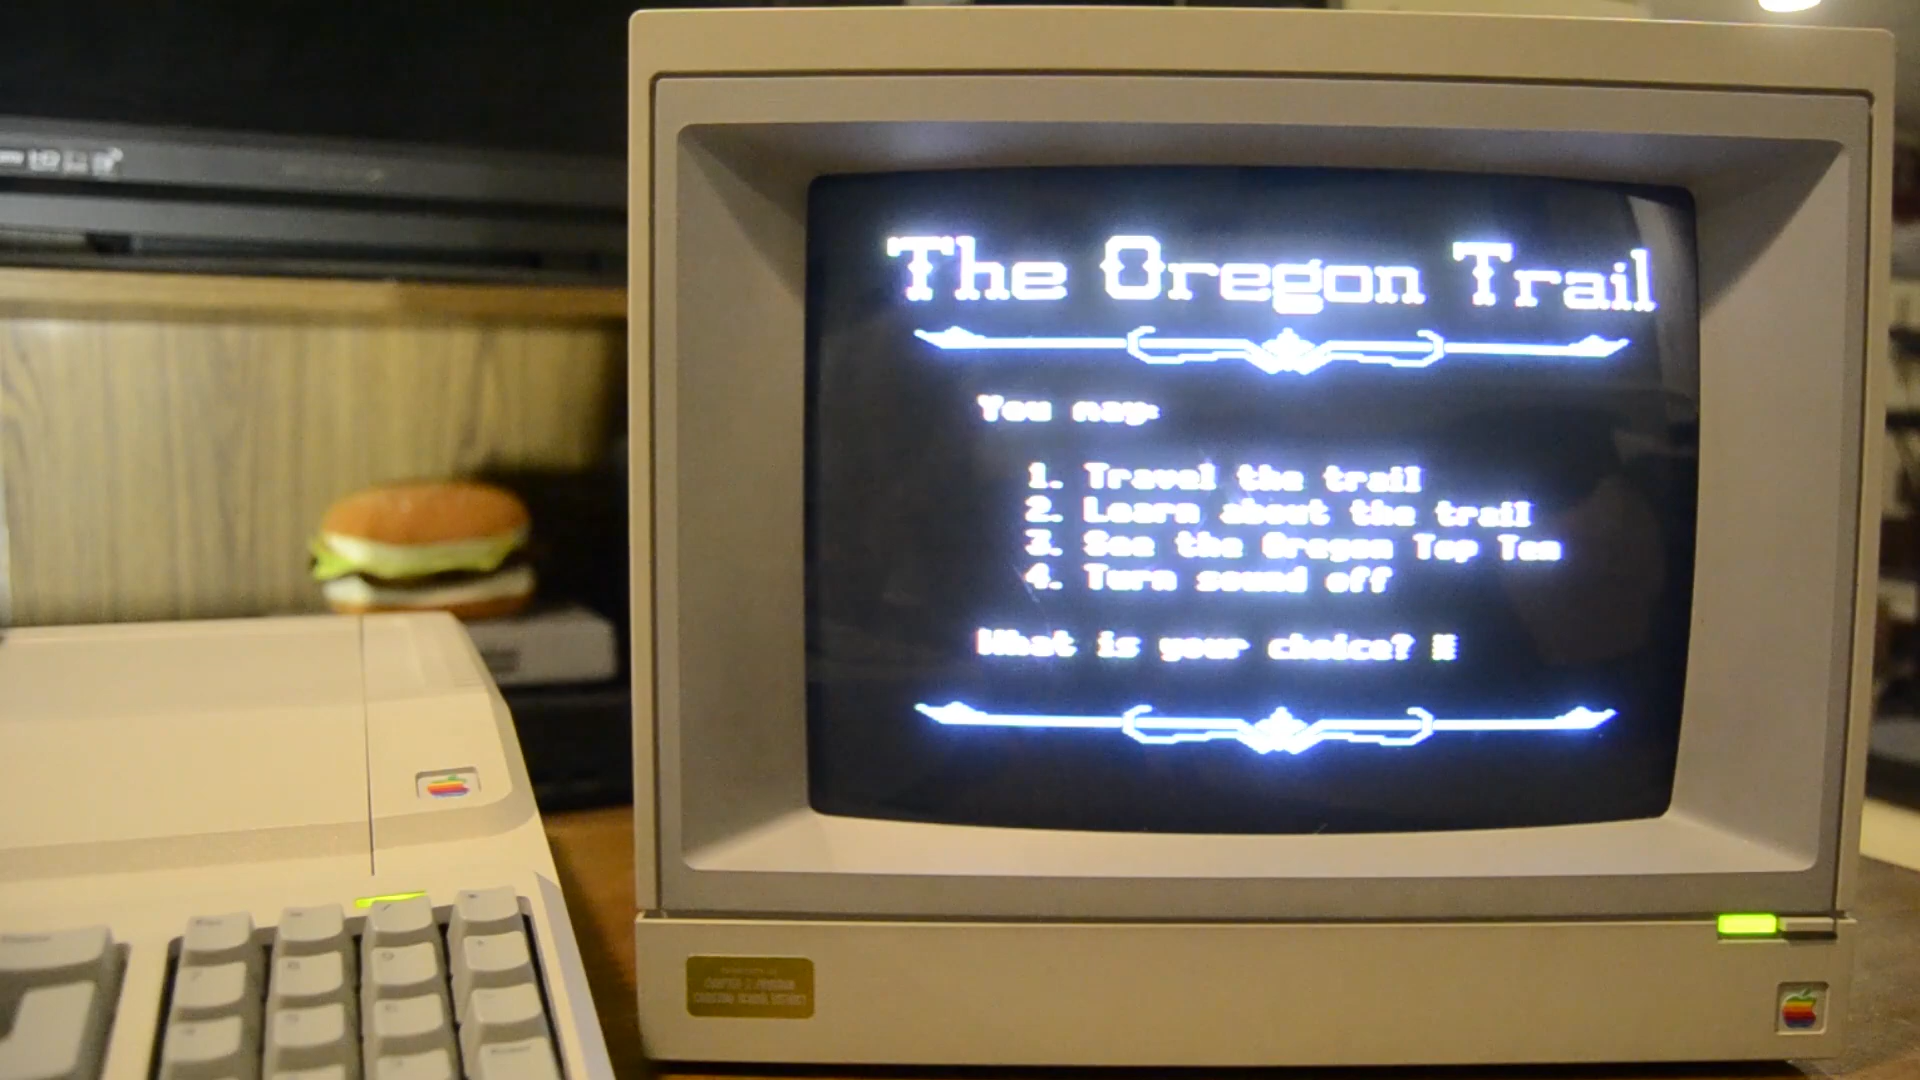 The Oregon Trail
You may:
1. Travel the trail
2. Learn about the trail
3. See the Oregon Top Ten
4. Turn sound off
What is your choice?